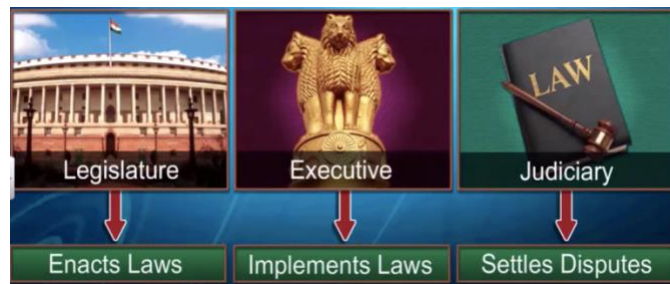 LAW
Legislature
Executive
Judiciary
Enacts Laws
Implements Laws
Settles Disputes